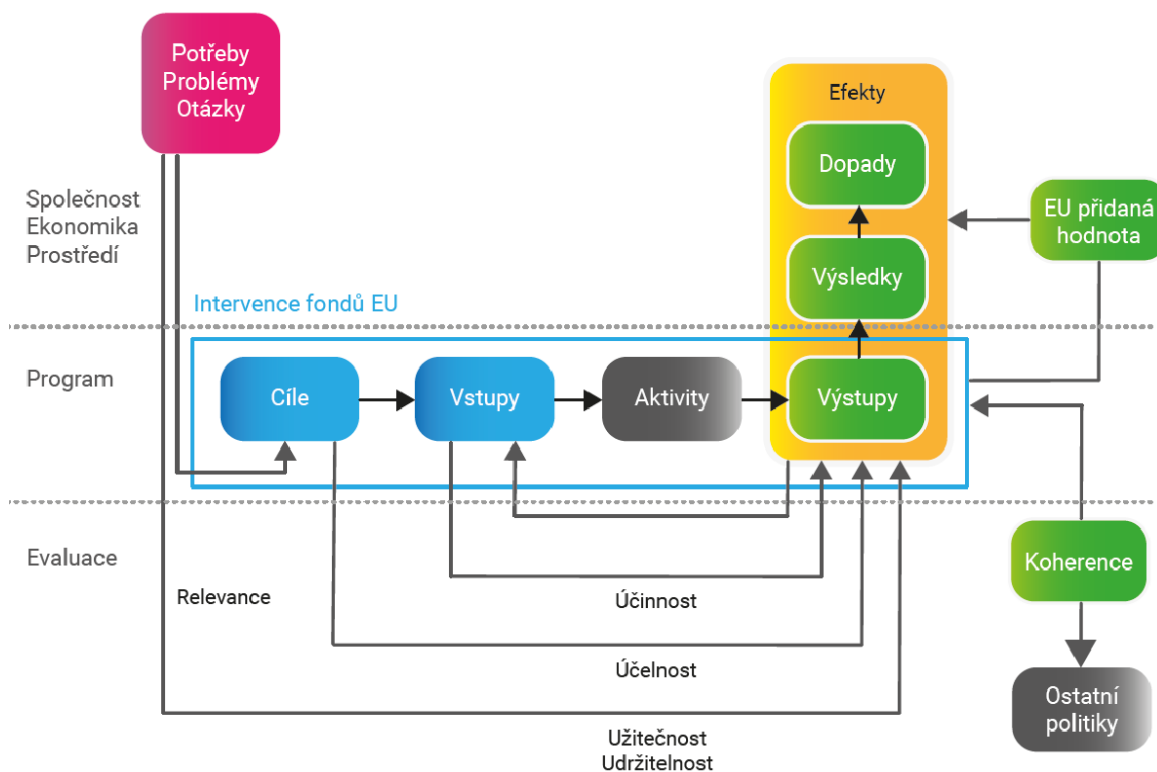 Potřeby
Problémy
Otázky
Efekty
Dopady
Společnost
Ekonomika
Prostředí
EU přidaná
hodnota
Výsledky
Intervence fondů EU
Program
Cíle
Vstupy
Aktivity
Výstupy
Evaluace
Koherence
Relevance
Účinnost
Účelnost
Ostatní
politiky
Užitečnost
Udržitelnost